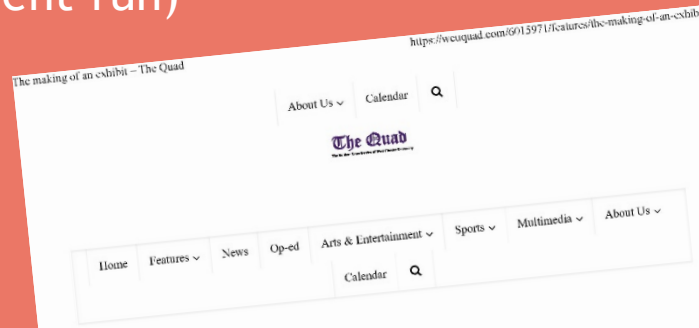 ent run)
https://wcuquad.com/6015971/features/the-making-of-an-exhib
The making of an exhibit – The Quad
About Us Calendar
The Quad
Home Features News Op-ed Arts & Entertainment Sports Multimedia About Us
Calendar